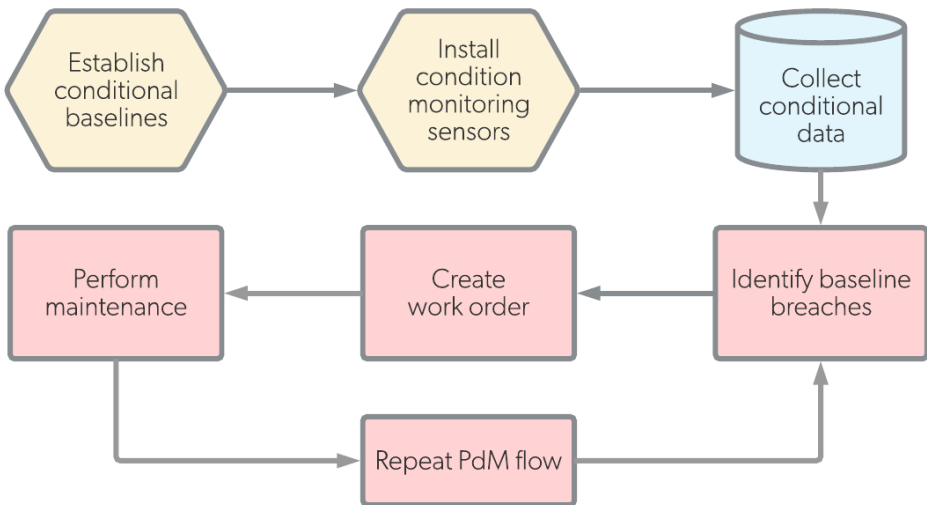 Establish
conditional
baselines
Install
condition
monitoring
sensors
Collect
conditional
data
Identify baseline
breaches
Create
work order
Perform
maintenance
Repeat PdM flow